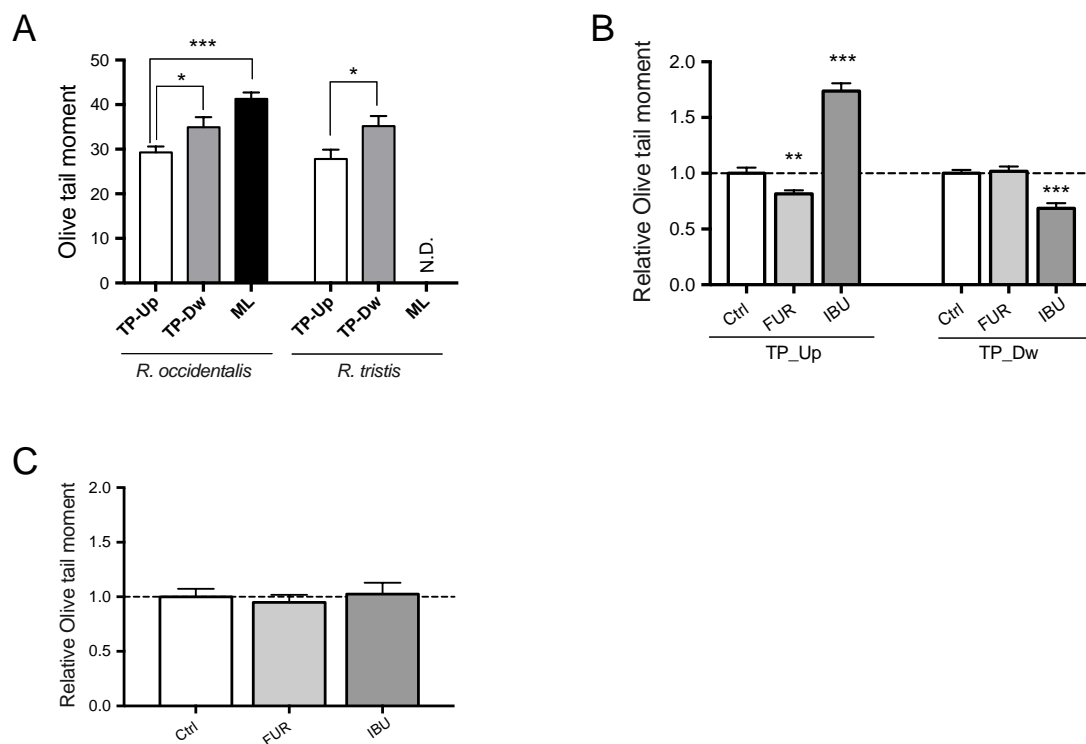 A
Olive tail moment
50
40
30
20
10
0
***
*
*
N.D.
TP-Up
TP-Dw
ML
TP-Up
TP-Dw
ML
R. occidentalis
R. tristis
B
Relative Olive tail moment
2.0
1.5
1.0
0.5
0.0
**
***
***
Ctrl
FUR
IBU
Ctrl
FUR
IBU
TP_Up
TP_Dw
C
Relative Olive tail moment
2.0
1.5
1.0
0.5
0.0
Ctrl
FUR
IBU